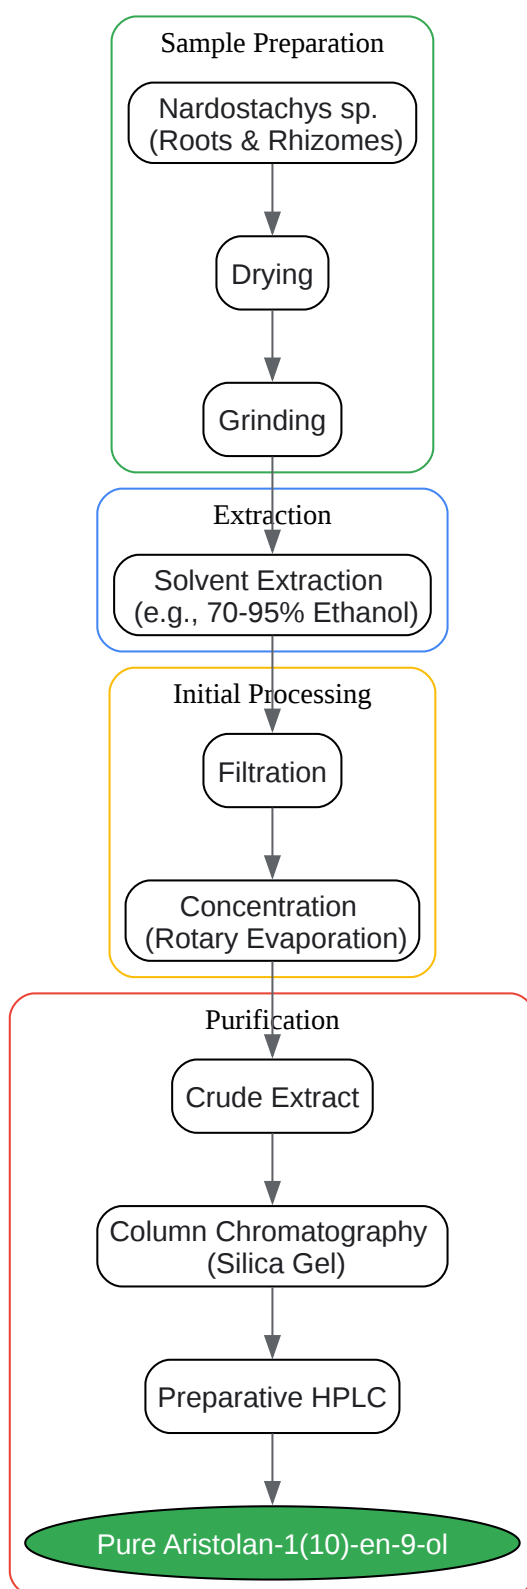 Sample Preparation
Nardostachys sp.
(Roots & Rhizomes)
Drying
Grinding
Extraction
Solvent Extraction
(e.g., 70-95% Ethanol)
Initial Processing
Filtration
Concentration
(Rotary Evaporation)
Purification
Crude Extract
Column Chromatography
(Silica Gel)
Preparative HPLC
Pure Aristolan-1(10)-en-9-ol